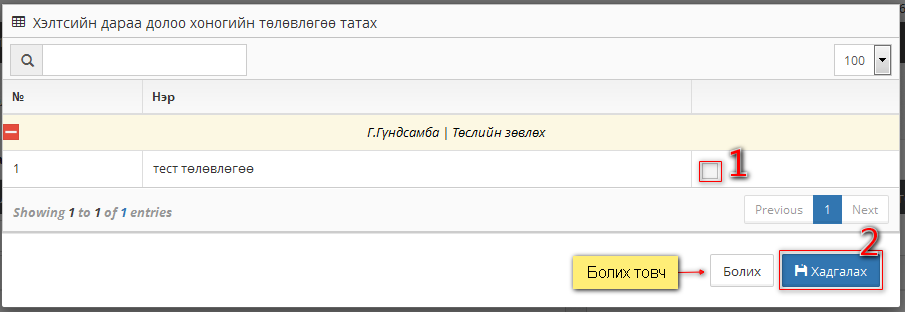 Хэлтсийн дараа долоо хоногийн төлөвлөгөө татах
100
№ Нэр
Г.Гүндсамба | Төслийн зөвлөх
1 тест төлөвлөгөө 1
Showing 1 to 1 of 1 entries Previous 1 Next
2
Болих товч Болих Хадгалах